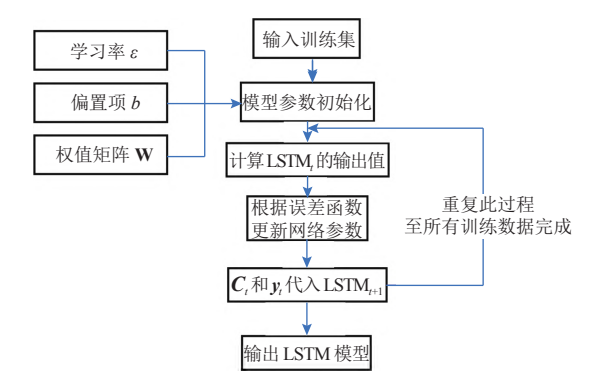 输入训练集
学习率 ε
偏置项 b
模型参数初始化
权值矩阵 W
计算 LSTMt 的输出值
根据误差函数
更新网络参数
重复此过程
至所有训练数据完成
Ct 和 yt 代入 LSTMt+1
输出 LSTM 模型